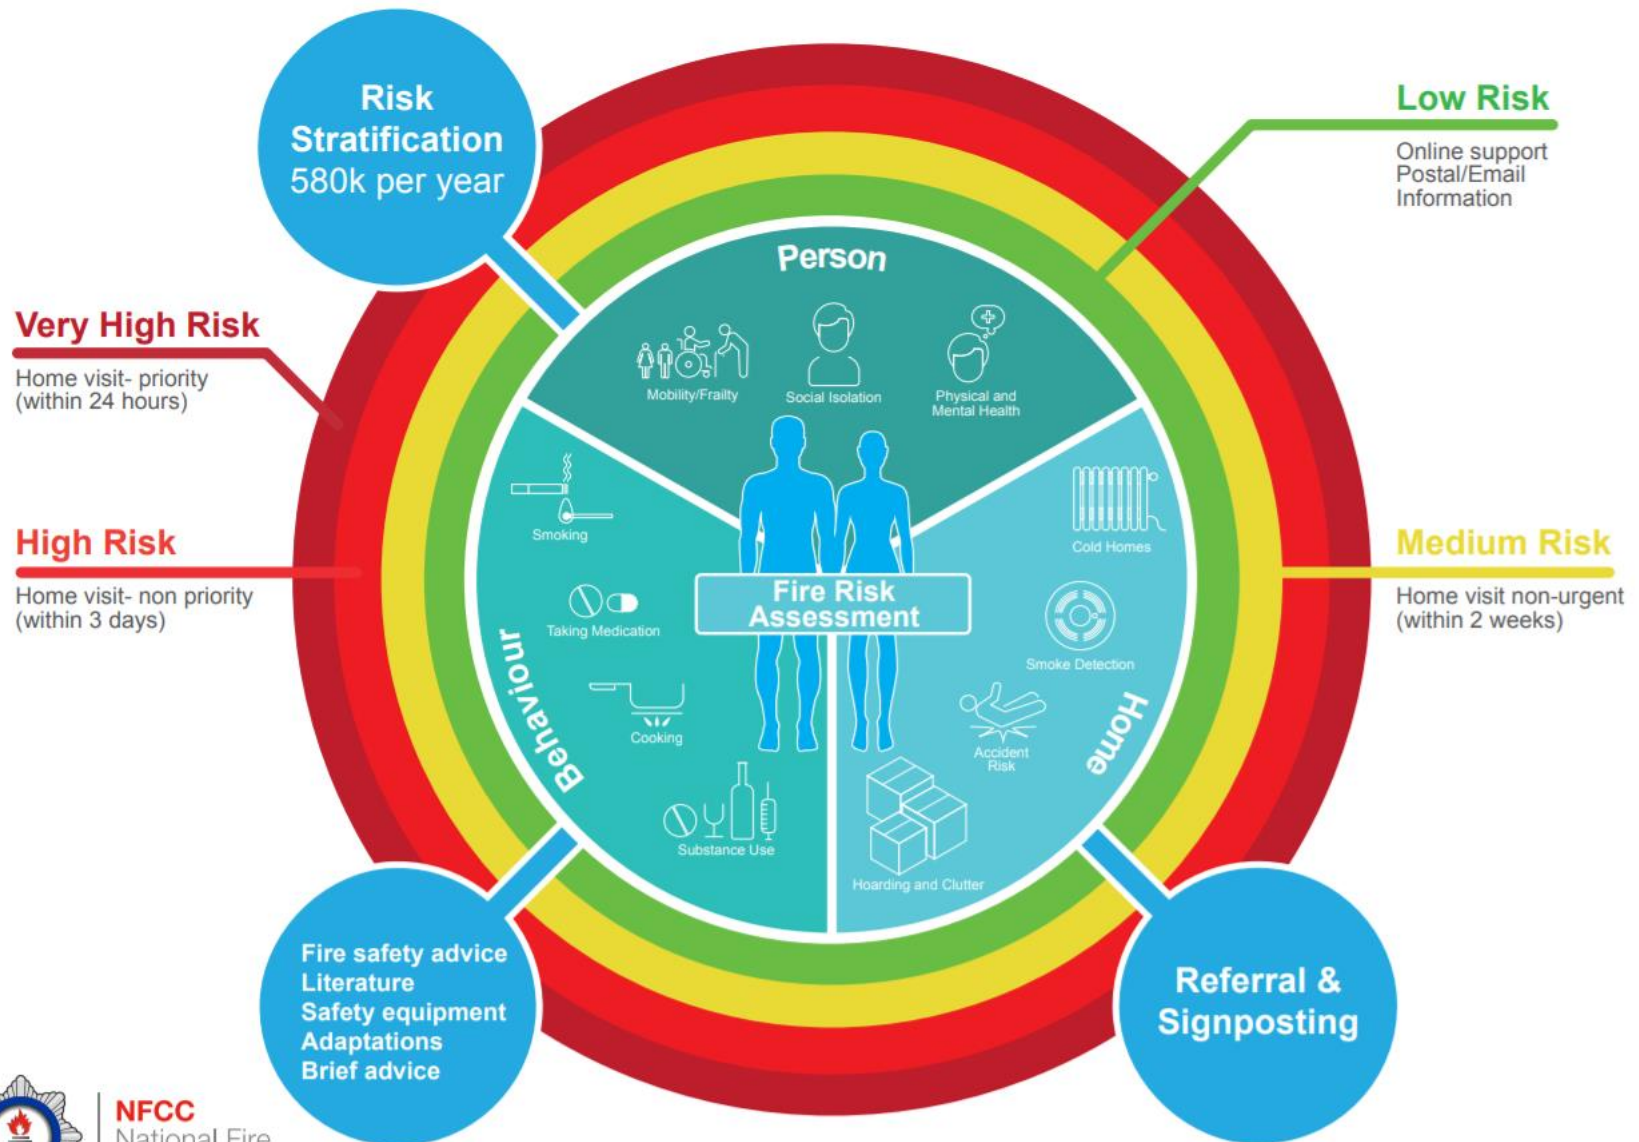 Risk
Stratification
580k per year
Low Risk
Online support
Postal/Email
Information
Very High Risk
Home visit- priority
(within 24 hours)
High Risk
Home visit- non priority
(within 3 days)
Medium Risk
Home visit non-urgent
(within 2 weeks)
Person
Mobility/Frailty
Social Isolation
Physical and
Mental Health
Fire Risk
Assessment
Behaviour
Smoking
Taking Medication
Cooking
Substance Use
Home
Cold Homes
Smoke Detection
Accident
Risk
Hoarding and Clutter
Fire safety advice
Literature
Safety equipment
Adaptations
Brief advice
Referral &
Signposting
NFCC
National Fire